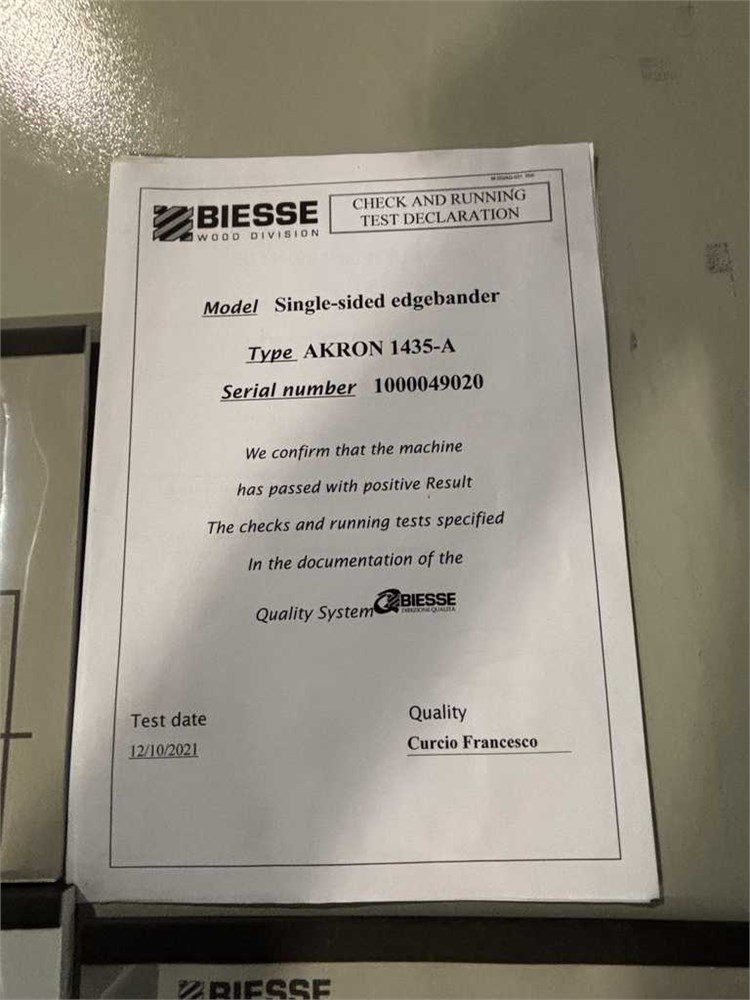 BIESSE
WOOD DIVISION
CHECK AND RUNNING
TEST DECLARATION
Model Single-sided edgebander
Type AKRON 1435-A
Serial number 1000049020
We confirm that the machine
has passed with positive Result
The checks and running tests specified
In the documentation of the
Quality System BIESSE
Test date
12/10/2021
Quality
Curcio Francesco
BIESSE